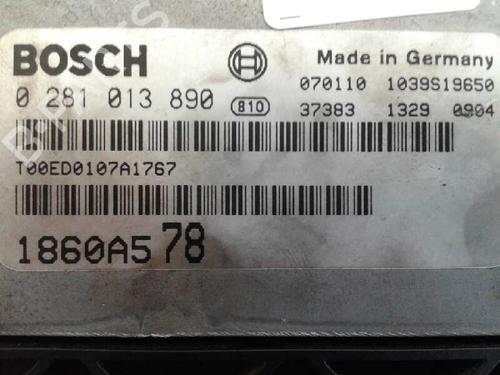 BOSCH
Made in Germany
0 281 013 890
810
070110 1039S19650
37383 1329 0904
T00ED0107A1767
1860A578